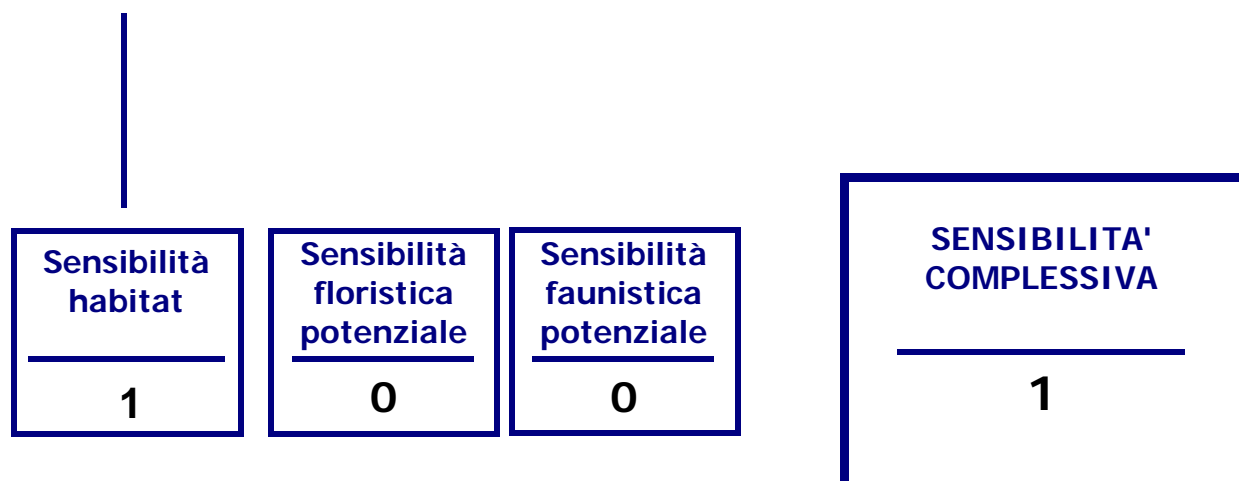 Sensibilità
habitat
1
Sensibilità
floristica
potenziale
0
Sensibilità
faunistica
potenziale
0
SENSIBILITA'
COMPLESSIVA
1